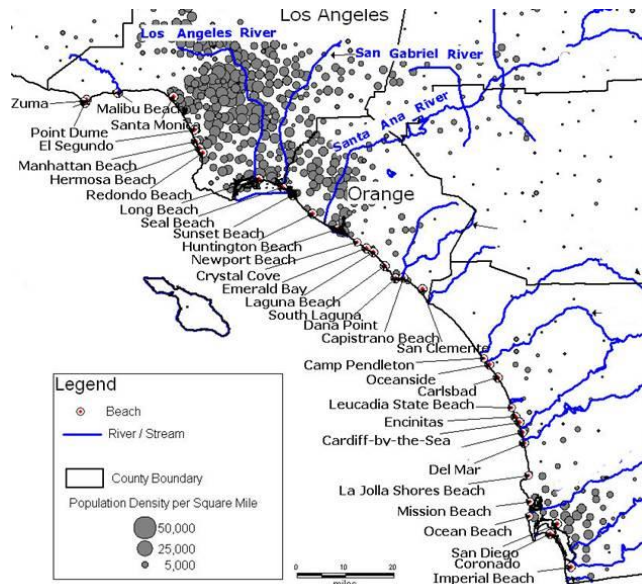 Los Angeles
Los Angeles River
San Gabriel River
Santa Ana River
Orange
Zuma
Malibu Beach
Point Dume
Santa Monica
El Segundo
Manhattan Beach
Hermosa Beach
Redondo Beach
Long Beach
Seal Beach
Sunset Beach
Huntington Beach
Newport Beach
Crystal Cove
Emerald Bay
Laguna Beach
South Laguna
Dana Point
Capistrano Beach
San Clemente
Camp Pendleton
Oceanside
Carlsbad
Leucadia State Beach
Encinitas
Cardiff-by-the-Sea
Del Mar
La Jolla Shores Beach
Mission Beach
Ocean Beach
San Diego
Coronado
Imperial Beach
Legend
Beach
River / Stream
County Boundary
Population Density per Square Mile
50,000
25,000
5,000
20 10 0 20
miles